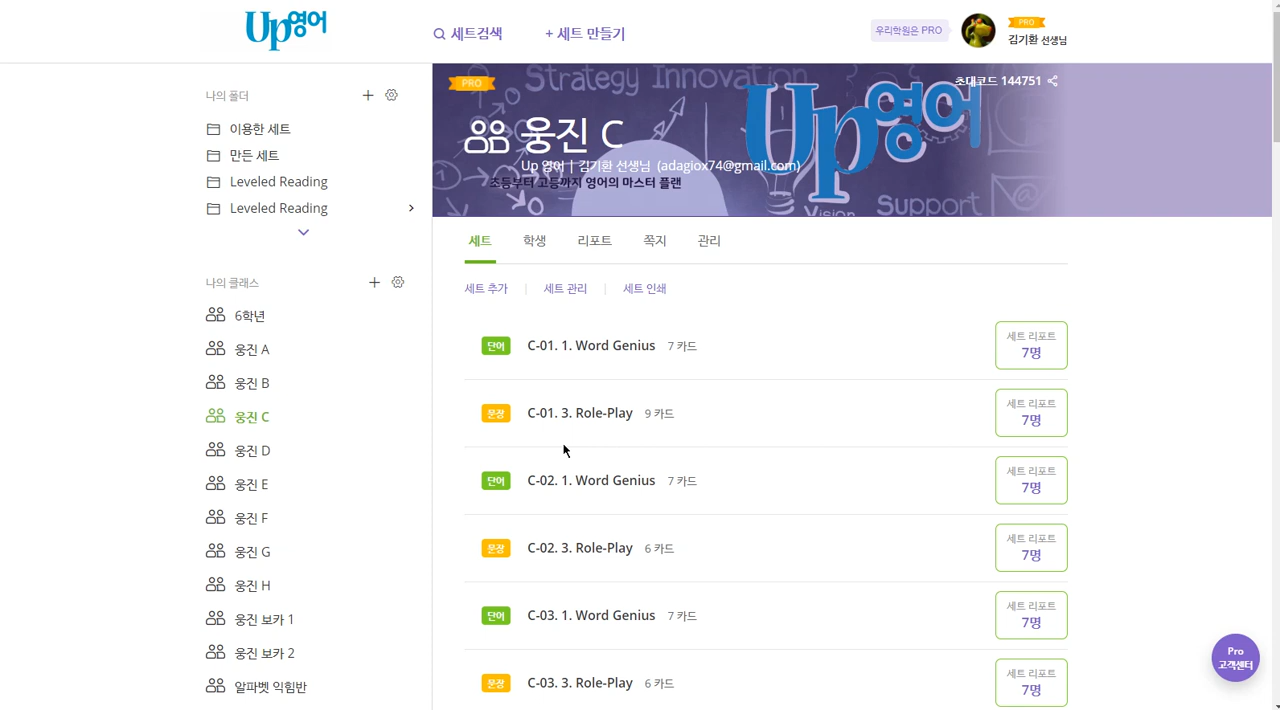 Up영어
세트검색
+ 세트 만들기
우리학원은 PRO
PRO
김기환 선생님
나의 폴더
이용한 세트
만든 세트
Leveled Reading
Leveled Reading
나의 클래스
6학년
웅진 A
웅진 B
웅진 C
웅진 D
웅진 E
웅진 F
웅진 G
웅진 H
웅진 보카 1
웅진 보카 2
알파벳 익힘반
PRO
Strategy Innovation
초대코드 144751
Up영어
웅진 C
Up 영어 | 김기환 선생님 (adagiox74@gmail.com)
초등부터 고등까지 영어의 마스터 플랜
Vision
Support
세트
학생
리포트
쪽지
관리
세트 추가
세트 관리
세트 인쇄
단어 C-01. 1. Word Genius 7 카드
세트 리포트
7명
문장 C-01. 3. Role-Play 9 카드
세트 리포트
7명
단어 C-02. 1. Word Genius 7 카드
세트 리포트
7명
문장 C-02. 3. Role-Play 6 카드
세트 리포트
7명
단어 C-03. 1. Word Genius 7 카드
세트 리포트
7명
문장 C-03. 3. Role-Play 6 카드
세트 리포트
7명
Pro
고객센터